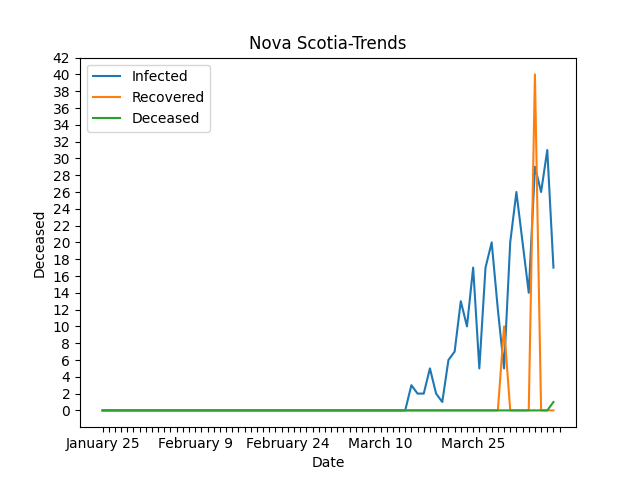 Nova Scotia-Trends
Infected
Recovered
Deceased
42
40
38
36
34
32
30
28
26
24
22
20
18
16
14
12
10
8
6
4
2
0
Deceased
January 25
February 9
February 24
March 10
March 25
Date